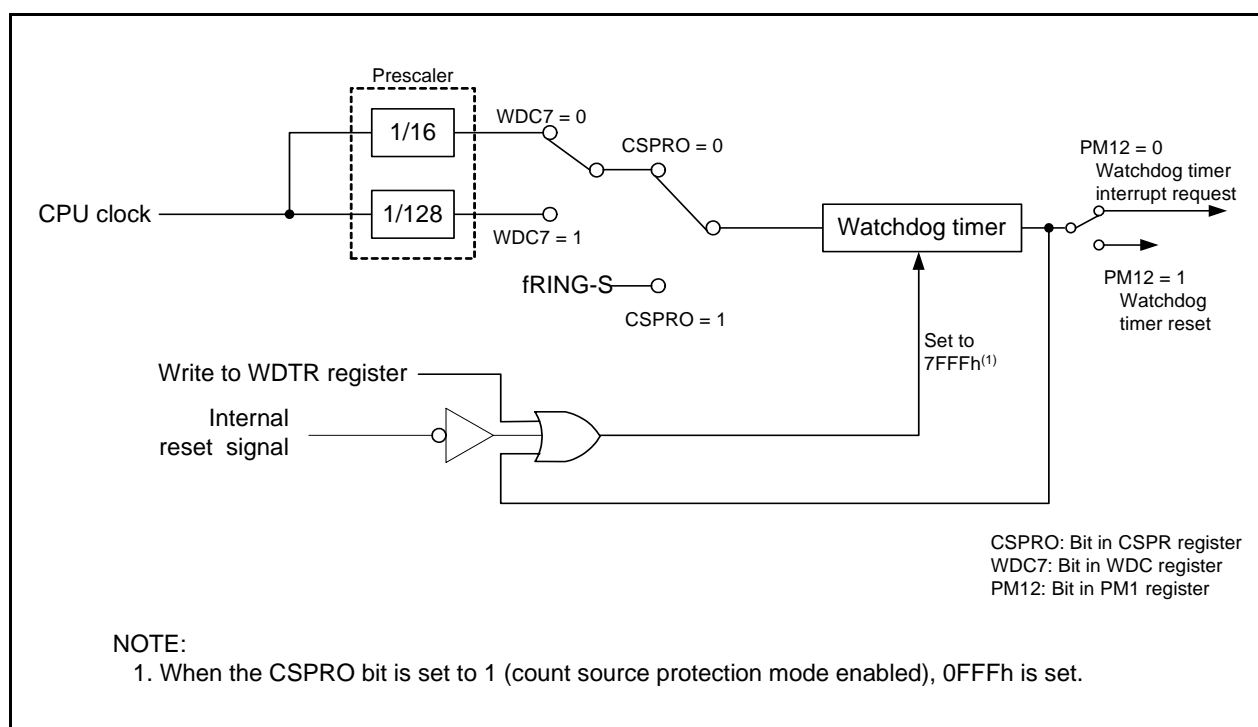 Prescaler
1/16
WDC7 = 0
CSPRO = 0
PM12 = 0
Watchdog timer
interrupt request
CPU clock
1/128
WDC7 = 1
Watchdog timer
fRING-S
CSPRO = 1
PM12 = 1
Watchdog
timer reset
Set to
7FFFh(1)
Write to WDTR register
Internal
reset signal
CSPRO: Bit in CSPR register
WDC7: Bit in WDC register
PM12: Bit in PM1 register
NOTE:
1. When the CSPRO bit is set to 1 (count source protection mode enabled), 0FFFh is set.